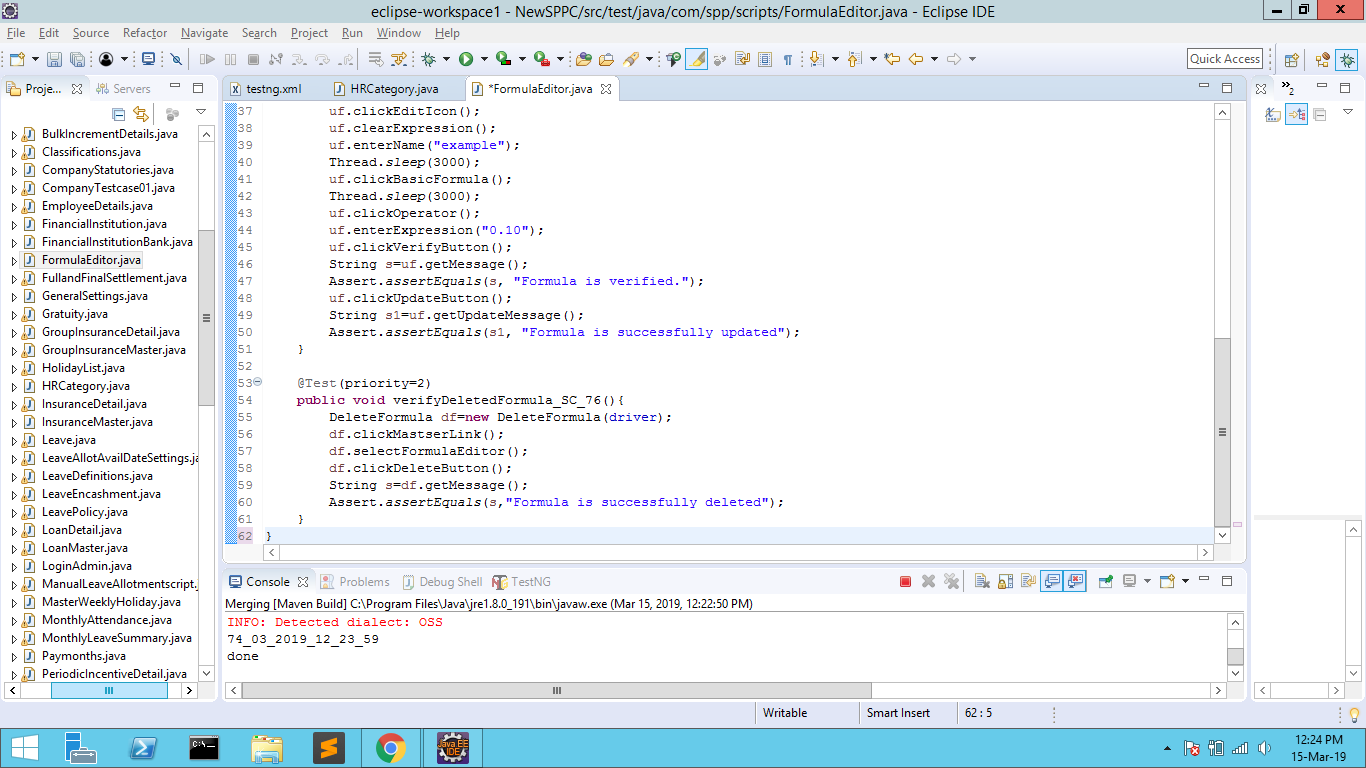 eclipse-workspace1 - NewSPPC/src/test/java/com/spp/scripts/FormulaEditor.java - Eclipse IDE
File Edit Source Refactor Navigate Search Project Run Window Help
Quick Access
Proje... Servers
testng.xml HRCategory.java *FormulaEditor.java
2
BulkIncrementDetails.java
Classifications.java
CompanyStatutories.java
CompanyTestcase01.java
EmployeeDetails.java
FinancialInstitution.java
FinancialInstitutionBank.java
FormulaEditor.java
FullandFinalSettlement.java
GeneralSettings.java
Gratuity.java
GroupInsuranceDetail.java
GroupInsuranceMaster.java
HolidayList.java
HRCategory.java
InsuranceDetail.java
InsuranceMaster.java
Leave.java
LeaveAllotAvailDateSettings.ja
LeaveDefinitions.java
LeaveEncashment.java
LeavePolicy.java
LoanDetail.java
LoanMaster.java
LoginAdmin.java
ManualLeaveAllotmentscript.
MasterWeeklyHoliday.java
MonthlyAttendance.java
MonthlyLeaveSummary.java
Paymonths.java
PeriodicIncentiveDetail.java
37 uf.clickEditIcon();
38 uf.clearExpression();
39 uf.enterName("example");
40 Thread.sleep(3000);
41 uf.clickBasicFormula();
42 Thread.sleep(3000);
43 uf.clickOperator();
44 uf.enterExpression("0.10");
45 uf.clickVerifyButton();
46 String s=uf.getMessage();
47 Assert.assertEquals(s, "Formula is verified.");
48 uf.clickUpdateButton();
49 String s1=uf.getUpdateMessage();
50 Assert.assertEquals(s1, "Formula is successfully updated");
51 }
52
53 @Test(priority=2)
54 public void verifyDeletedFormula_SC_76(){
55 DeleteFormula df=new DeleteFormula(driver);
56 df.clickMastserLink();
57 df.selectFormulaEditor();
58 df.clickDeleteButton();
59 String s=df.getMessage();
60 Assert.assertEquals(s,"Formula is successfully deleted");
61 }
62 }
Console Problems Debug Shell TestNG
Merging [Maven Build] C:\Program Files\Java\jre1.8.0_191\bin\javaw.exe (Mar 15, 2019, 12:22:50 PM)
INFO: Detected dialect: OSS
74_03_2019_12_23_59
done
Writable Smart Insert 62 : 5
Java EE
IDE
12:24 PM
15-Mar-19